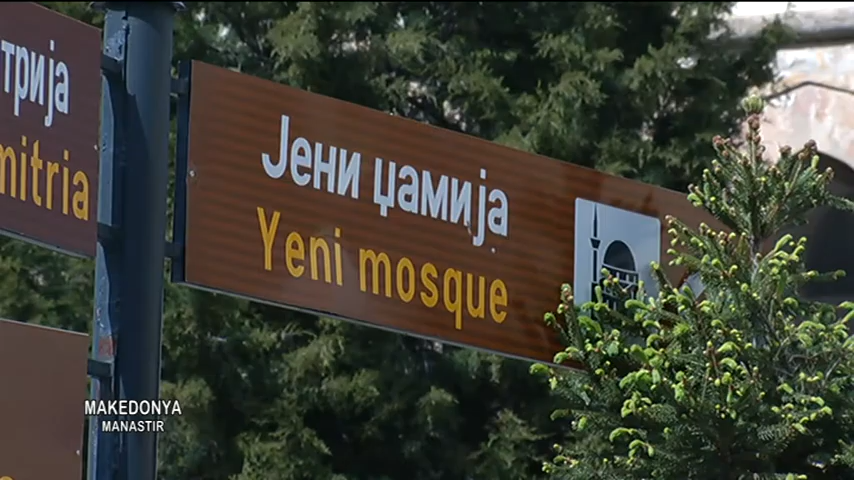 трија
mitria
Јени џамија
Yeni mosque
MAKEDONYA
MANASTIR